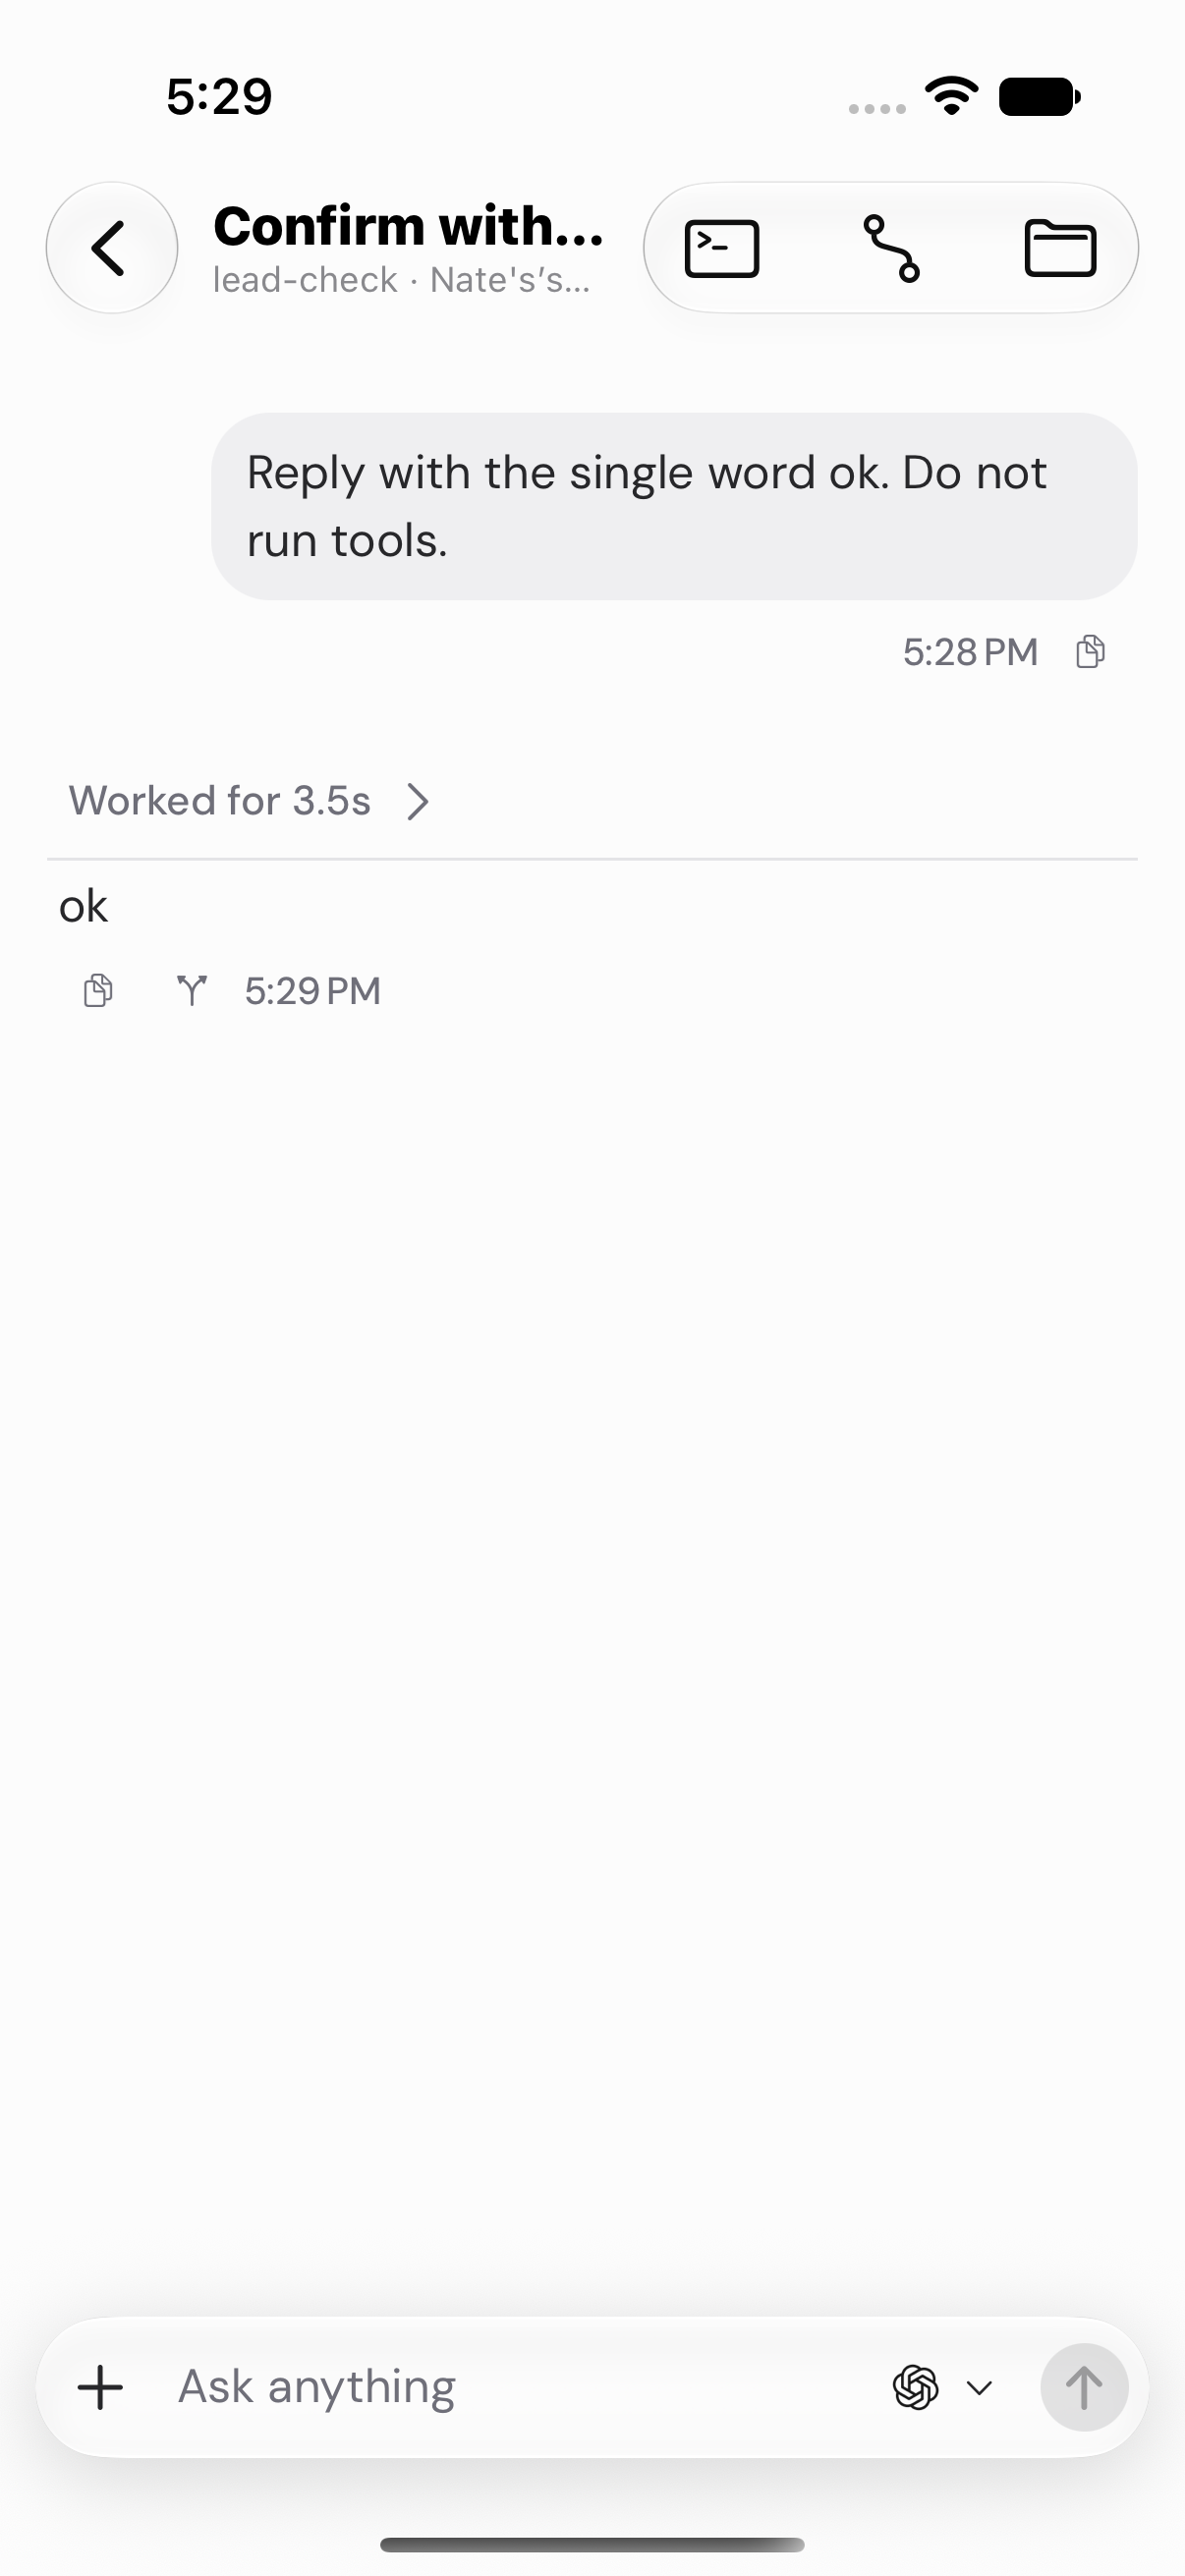 5:29
Confirm with...
lead-check · Nate's’s...
Reply with the single word ok. Do not
run tools.
5:28 PM
Worked for 3.5s
ok
5:29 PM
Ask anything